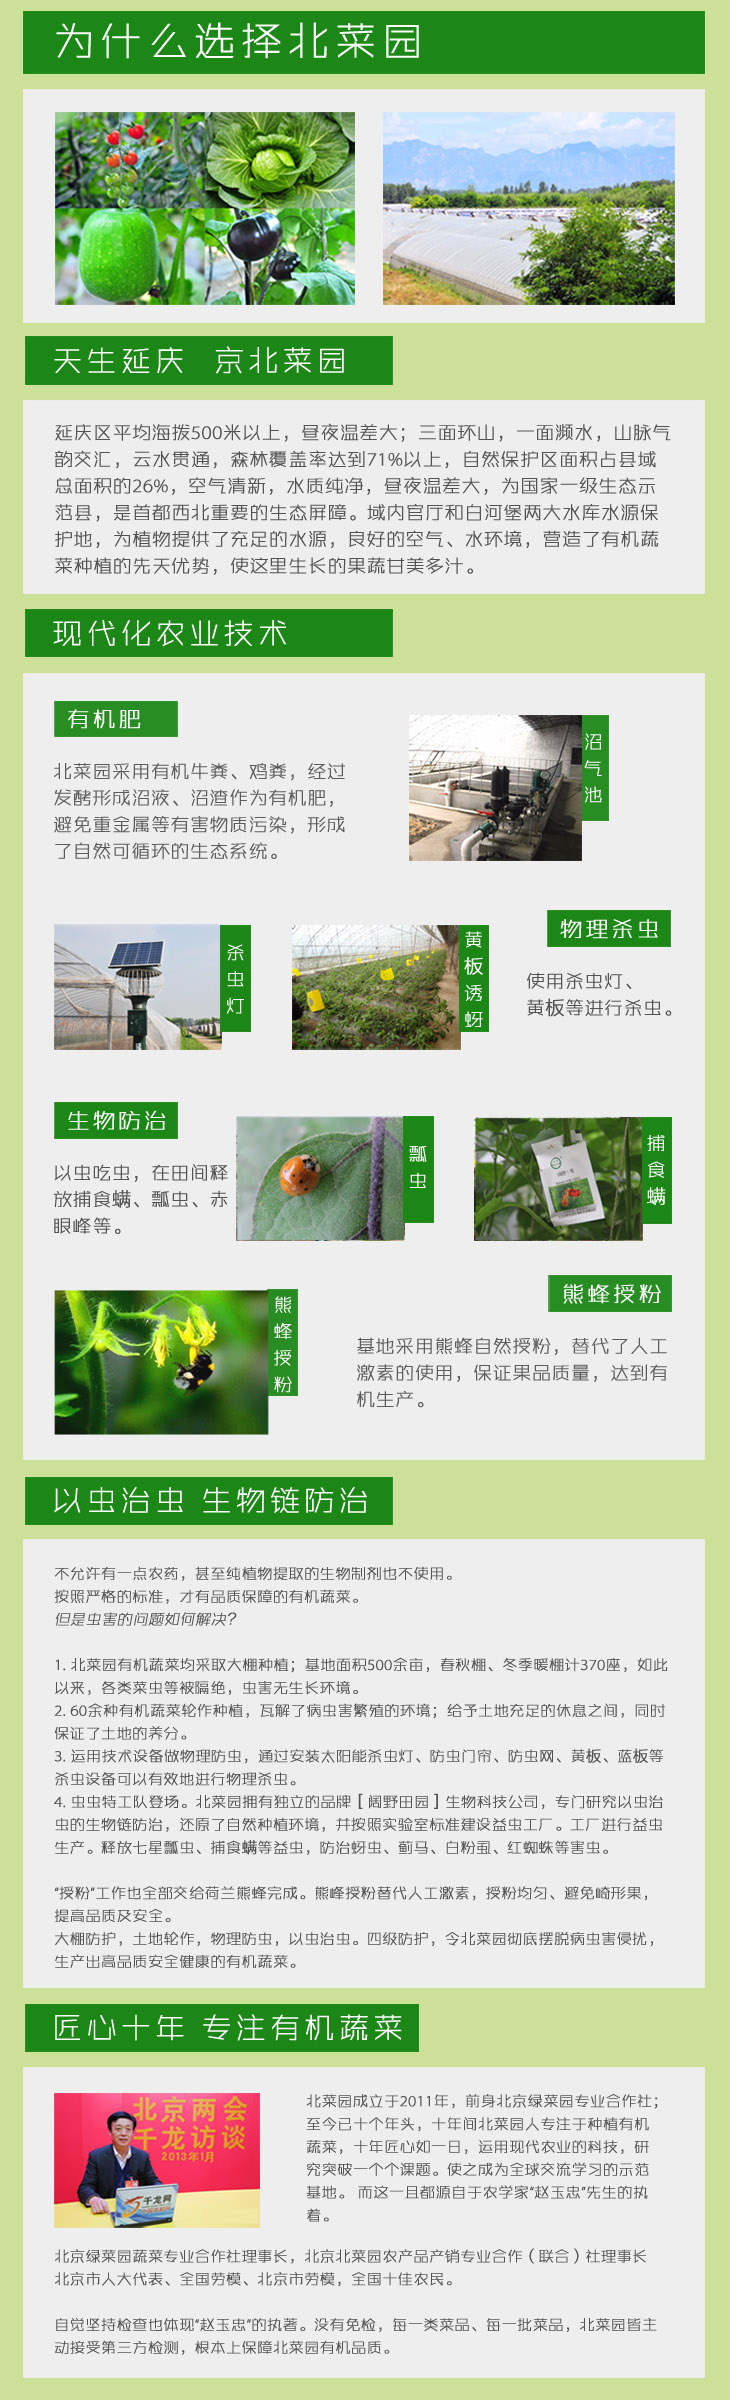 为什么选择北菜园
天生延庆 京北菜园
延庆区平均海拔500米以上，昼夜温差大；三面环山，一面濒水，山脉气
韵交汇，云水贯通，森林覆盖率达到71%以上，自然保护区面积占县域
总面积的26%，空气清新，水质纯净，昼夜温差大，为国家一级生态示
范县，是首都西北重要的生态屏障。域内官厅和白河堡两大水库水源保
护地，为植物提供了充足的水源，良好的空气、水环境，营造了有机蔬
菜种植的先天优势，使这里生长的果蔬甘美多汁。
现代化农业技术
有机肥
北菜园采用有机牛粪、鸡粪，经过
发酵形成沼液、沼渣作为有机肥，
避免重金属等有害物质污染，形成
了自然可循环的生态系统。
沼气池
杀虫灯
黄板诱蚜
物理杀虫
使用杀虫灯、
黄板等进行杀虫。
生物防治
以虫吃虫，在田间释
放捕食螨、瓢虫、赤
眼峰等。
瓢虫
捕食螨
熊蜂授粉
熊蜂授粉
基地采用熊蜂自然授粉，替代了人工
激素的使用，保证果品质量，达到有
机生产。
以虫治虫 生物链防治
不允许有一点农药，甚至纯植物提取的生物制剂也不使用。
按照严格的标准，才有品质保障的有机蔬菜。
但是虫害的问题如何解决？
1. 北菜园有机蔬菜均采取大棚种植；基地面积500余亩，春秋棚、冬季暖棚计370座，如此
以来，各类菜虫等被隔绝，虫害无生长环境。
2. 60余种有机蔬菜轮作种植，瓦解了病虫害繁殖的环境；给予土地充足的休息之间，同时
保证了土地的养分。
3. 运用技术设备做物理防虫，通过安装太阳能杀虫灯、防虫门帘、防虫网、黄板、蓝板等
杀虫设备可以有效地进行物理杀虫。
4. 虫虫特工队登场。北菜园拥有独立的品牌［阔野田园］生物科技公司，专门研究以虫治
虫的生物链防治，还原了自然种植环境，并按照实验室标准建设益虫工厂。工厂进行益虫
生产。释放七星瓢虫、捕食螨等益虫，防治蚜虫、蓟马、白粉虱、红蜘蛛等害虫。
“授粉”工作也全部交给荷兰熊蜂完成。熊蜂授粉替代人工激素，授粉均匀、避免崎形果，
提高品质及安全。
大棚防护，土地轮作，物理防虫，以虫治虫。四级防护，令北菜园彻底摆脱病虫害侵扰，
生产出高品质安全健康的有机蔬菜。
匠心十年 专注有机蔬菜
北京两会
千龙访谈
2013年1月
千龙网
北菜园成立于2011年，前身北京绿菜园专业合作社；
至今已十个年头，十年间北菜园人专注于种植有机
蔬菜，十年匠心如一日，运用现代农业的科技，研
究突破一个个课题。使之成为全球交流学习的示范
基地。 而这一且都源自于农学家“赵玉忠”先生的执
着。
北京绿菜园蔬菜专业合作社理事长，北京北菜园农产品产销专业合作（联合）社理事长
北京市人大代表、全国劳模、北京市劳模，全国十佳农民。
自觉坚持检查也体现“赵玉忠”的执著。没有免检，每一类菜品、每一批菜品，北菜园皆主
动接受第三方检测，根本上保障北菜园有机品质。